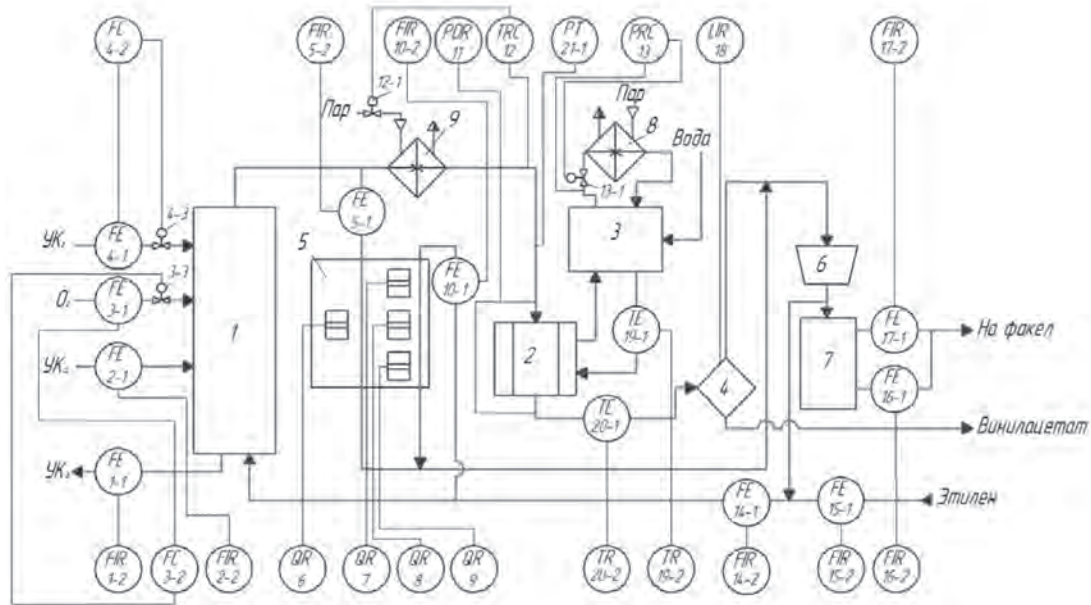 FC
4-2
FIR
5-2
FIR
10-2
PDR
11
TRC
12
PT
21-1
PRC
13
LIR
18
FIR
17-2
12-1
Пар
9
Пар
8
Вода
13-1
4-3
УК₁
FE
4-1
FE
5-1
3
5
6
3-3
O₂
FE
3-1
FE
10-1
1
TE
19-1
FE
17-1
На факел
2
7
УК₂
FE
2-1
4
FE
16-1
TE
20-1
Винилацетат
УК₃
FE
1-1
FE
14-1
FE
15-1
Этилен
FIR
1-2
FC
3-2
FIR
2-2
QR
6
QR
7
QR
8
QR
9
TR
20-2
TR
19-2
FIR
14-2
FIR
15-2
FIR
16-2